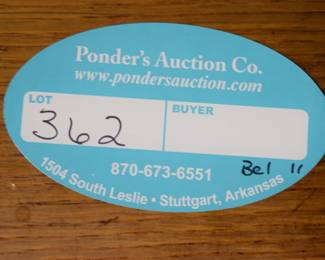 Ponder's Auction Co.
www.pondersauction.com
LOT BUYER
362
870-673-6551
Bel 11
1504 South Leslie • Stuttgart, Arkansas